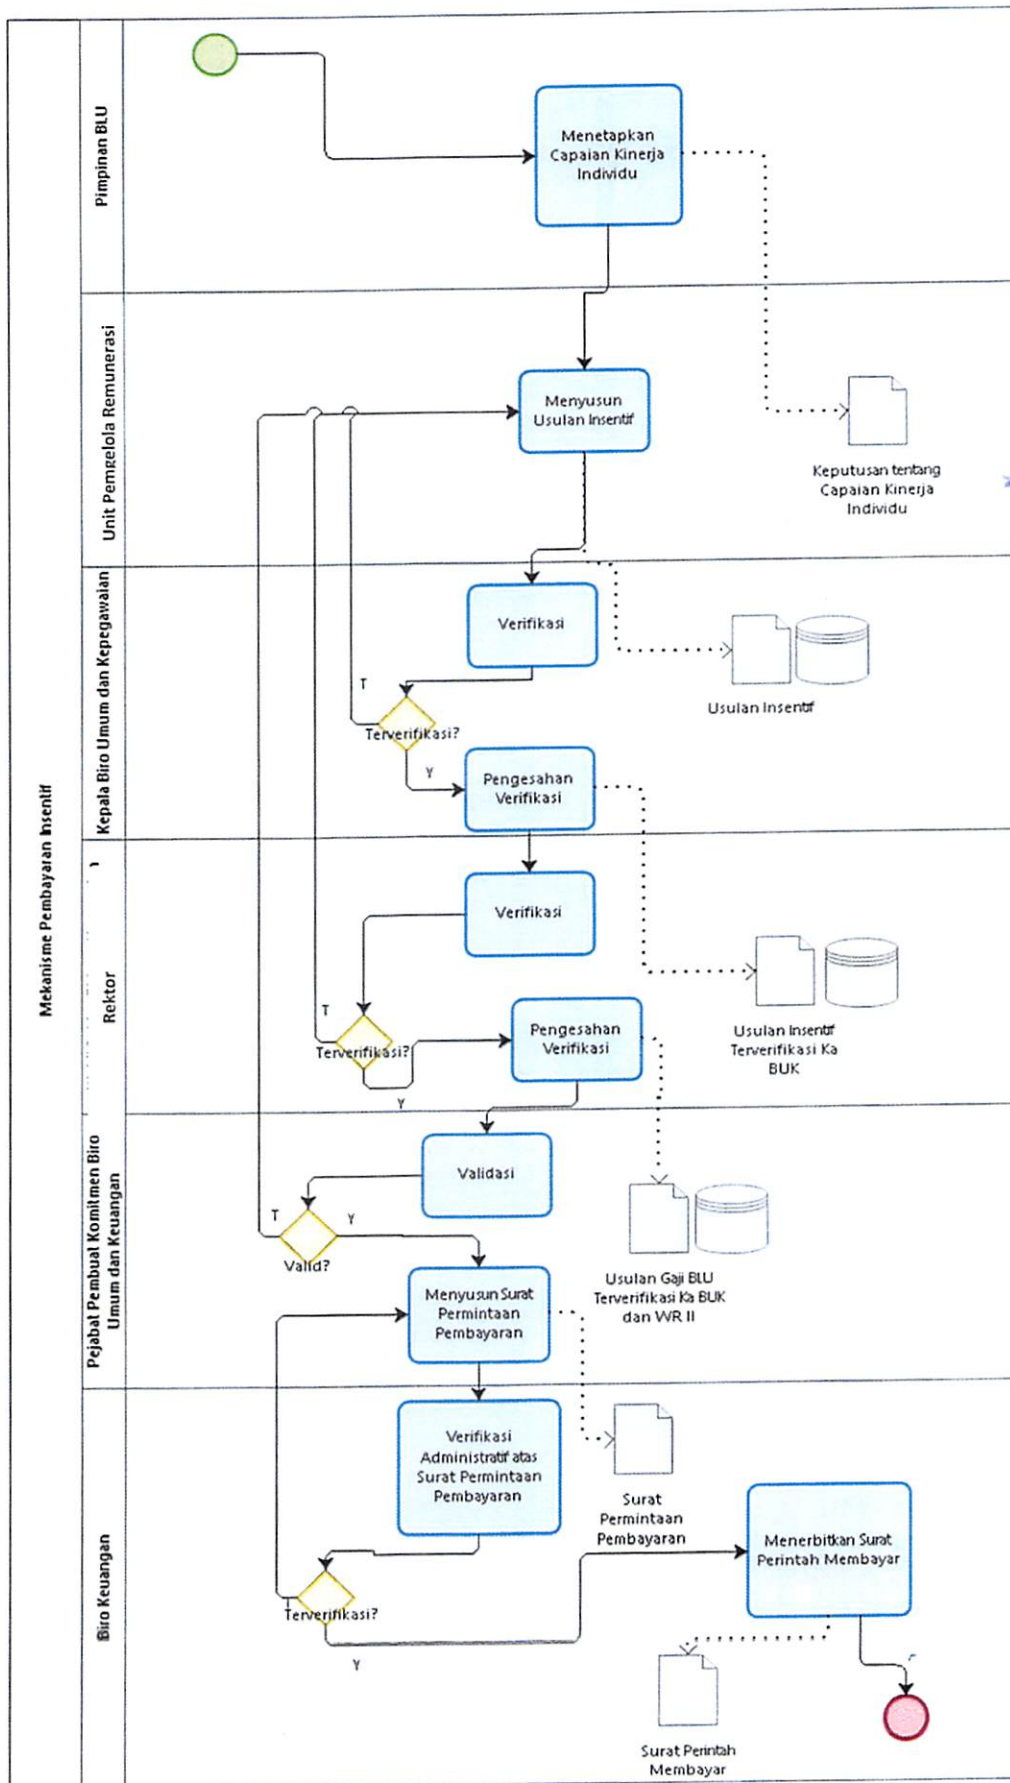 Mekanisme Pembayaran Insentif
Pimpinan BLU
Menetapkan
Capaian Kinerja
Individu
Unit Pemgelola Remunerasi
Menyusun
Usulan Insentif
Keputusan tentang
Capaian Kinerja
Individu
Kepala Biro Umum dan Kepegawaian
Verifikasi
T
Terverifikasi?
Usulan Insentif
Y
Pengesahan
Verifikasi
Rektor
Verifikasi
T
Terverifikasi?
Y
Pengesahan
Verifikasi
Usulan Insentif
Terverifikasi Ka
BUK
Pejabat Pembual Komitmen Biro
Umum dan Keuangan
Validasi
T
Y
Valid?
Menyusun Surat
Permintaan
Pembayaran
Usulan Gaji BLU
Terverifikasi Ka BUK
dan WR II
Biro Keuangan
Verifikasi
Administratif atas
Surat Permintaan
Pembayaran
Surat
Permintaan
Pembayaran
Terverifikasi?
Y
Menerbitkan Surat
Perintah Membayar
Surat Perintah
Membayar